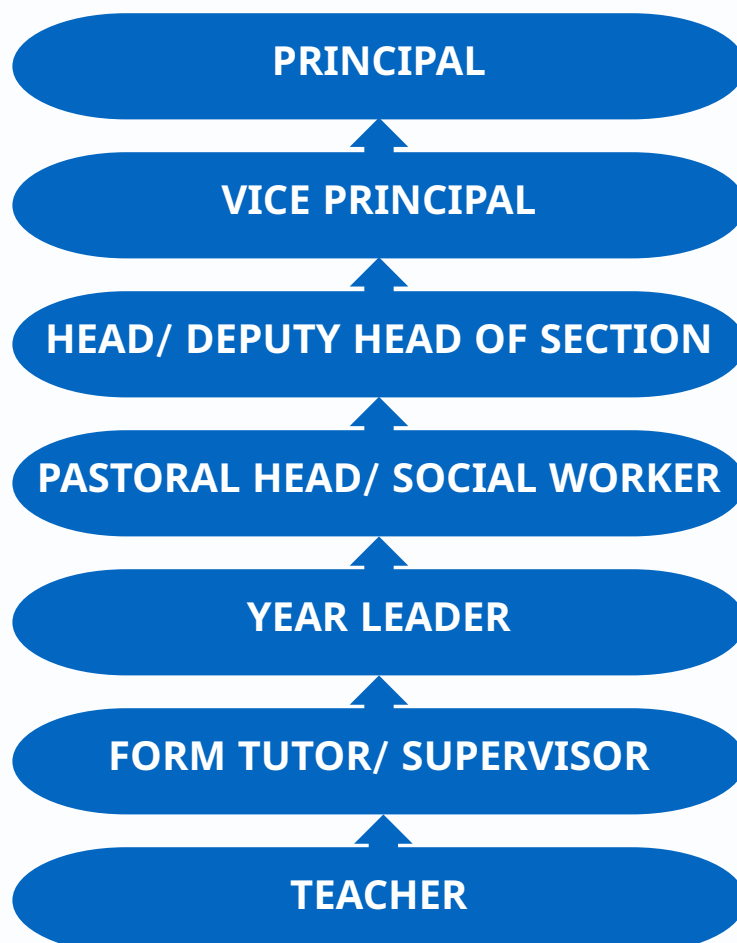 PRINCIPAL
VICE PRINCIPAL
HEAD/ DEPUTY HEAD OF SECTION
PASTORAL HEAD/ SOCIAL WORKER
YEAR LEADER
FORM TUTOR/ SUPERVISOR
TEACHER